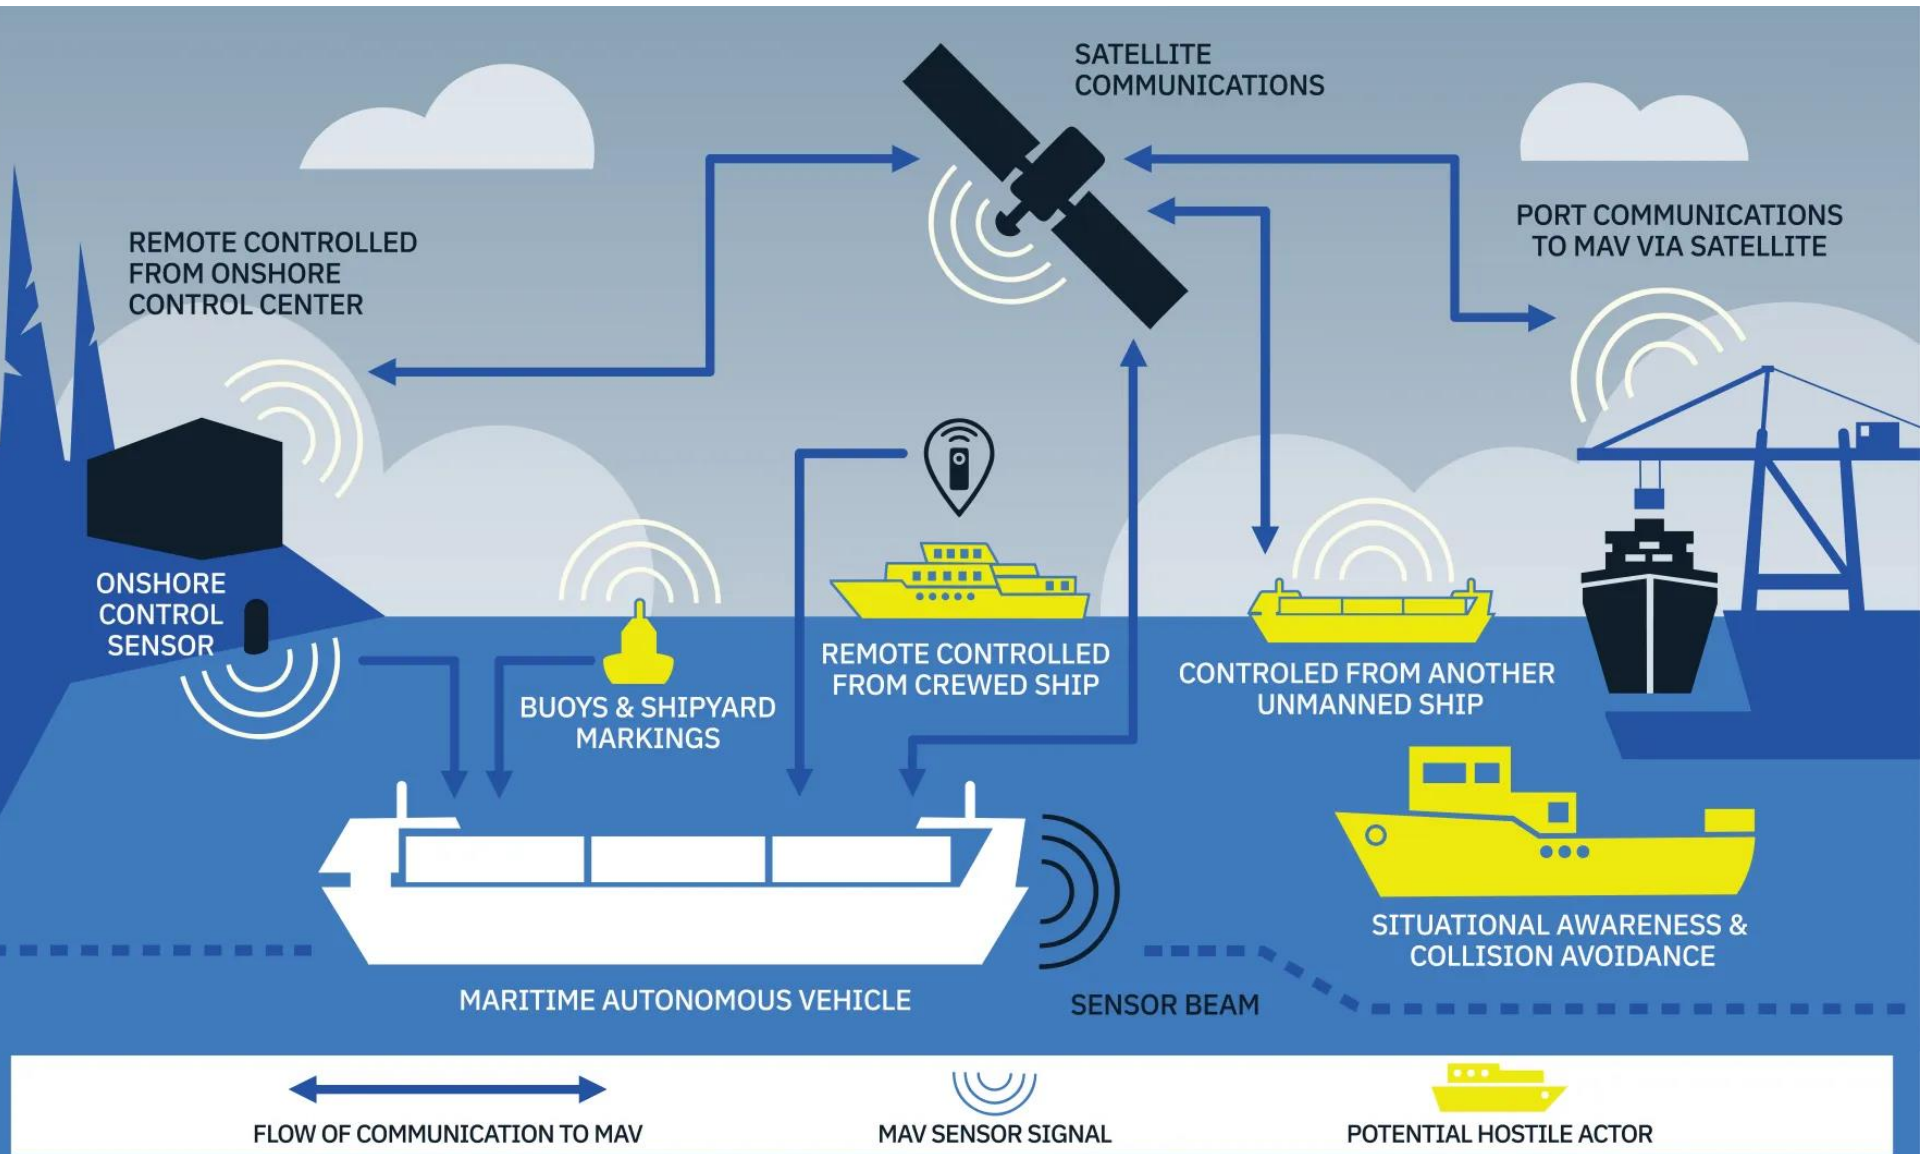 SATELLITE
COMMUNICATIONS
REMOTE CONTROLLED
FROM ONSHORE
CONTROL CENTER
PORT COMMUNICATIONS
TO MAV VIA SATELLITE
ONSHORE
CONTROL
SENSOR
BUOYS & SHIPYARD
MARKINGS
REMOTE CONTROLLED
FROM CREWED SHIP
CONTROLED FROM ANOTHER
UNMANNED SHIP
SITUATIONAL AWARENESS &
COLLISION AVOIDANCE
MARITIME AUTONOMOUS VEHICLE
SENSOR BEAM
FLOW OF COMMUNICATION TO MAV
MAV SENSOR SIGNAL
POTENTIAL HOSTILE ACTOR